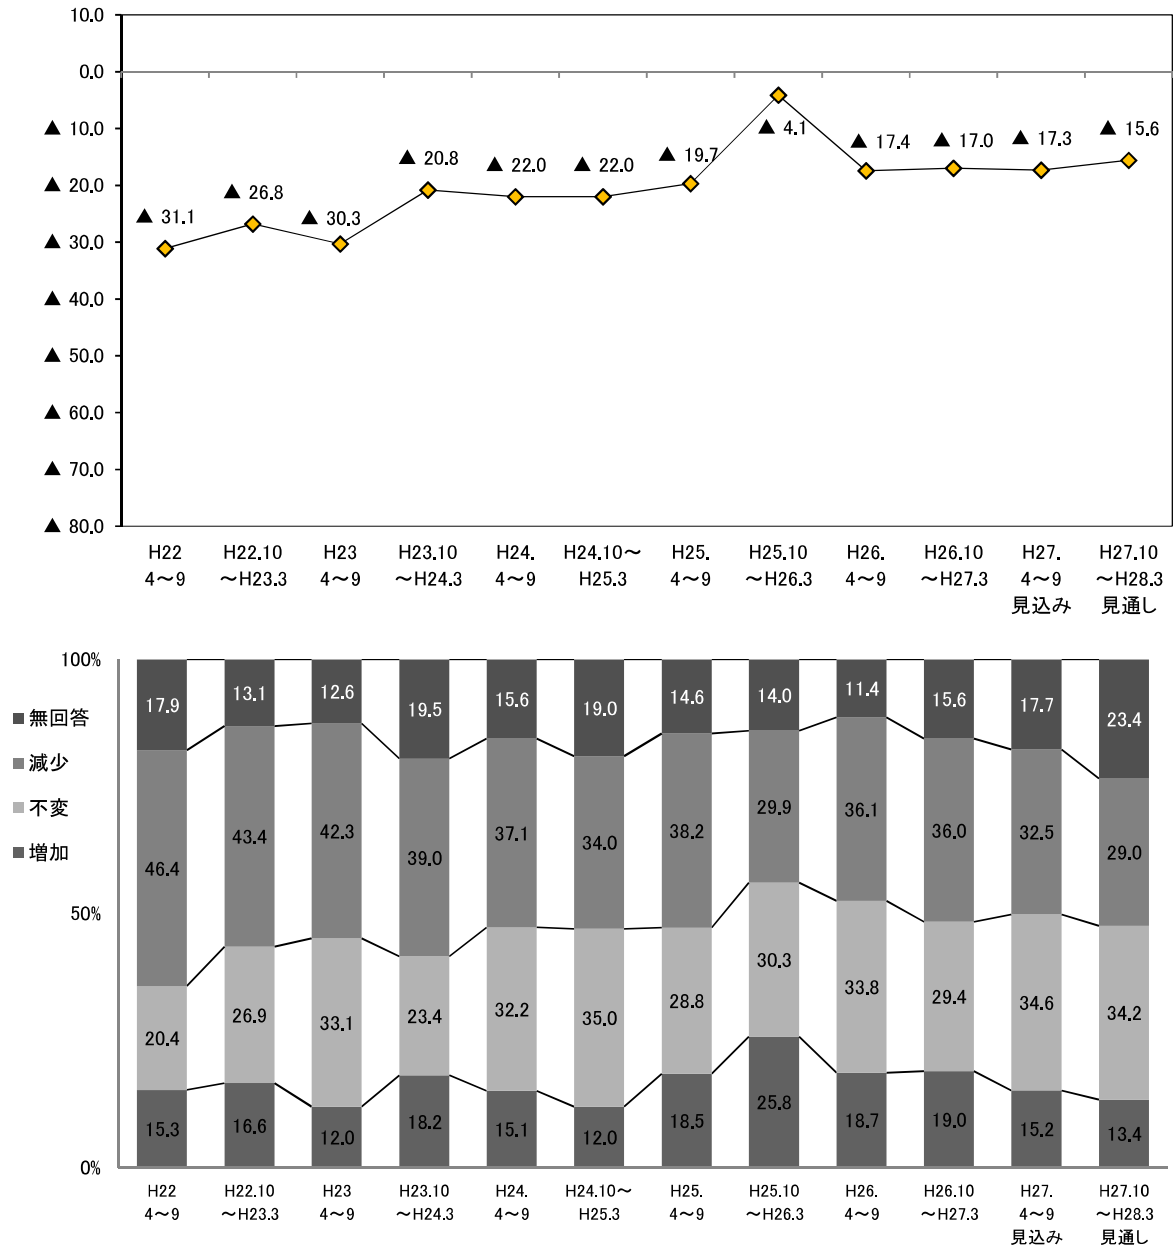 10.0
0.0
▲ 10.0
▲ 20.0
▲ 30.0
▲ 40.0
▲ 50.0
▲ 60.0
▲ 70.0
▲ 80.0
▲ 31.1
▲ 26.8
▲ 30.3
▲ 20.8
▲ 22.0
▲ 22.0
▲ 19.7
▲ 4.1
▲ 17.4
▲ 17.0
▲ 17.3
▲ 15.6
H22 H22.10 H23 H23.10 H24. H24.10～ H25. H25.10 H26. H26.10 H27. H27.10
4～9 ～H23.3 4～9 ～H24.3 4～9 H25.3 4～9 ～H26.3 4～9 ～H27.3 4～9 ～H28.3
見込み 見通し
100%
50%
0%
■ 無回答
■ 減少
■ 不変
■ 増加
17.9 13.1 12.6 19.5 15.6 19.0 14.6 14.0 11.4 15.6 17.7 23.4
46.4 43.4 42.3 39.0 37.1 34.0 38.2 29.9 36.1 36.0 32.5 29.0
20.4 26.9 33.1 23.4 32.2 35.0 28.8 30.3 33.8 29.4 34.6 34.2
15.3 16.6 12.0 18.2 15.1 12.0 18.5 25.8 18.7 19.0 15.2 13.4
H22 H22.10 H23 H23.10 H24. H24.10～ H25. H25.10 H26. H26.10 H27. H27.10
4～9 ～H23.3 4～9 ～H24.3 4～9 H25.3 4～9 ～H26.3 4～9 ～H27.3 4～9 ～H28.3
見込み 見通し